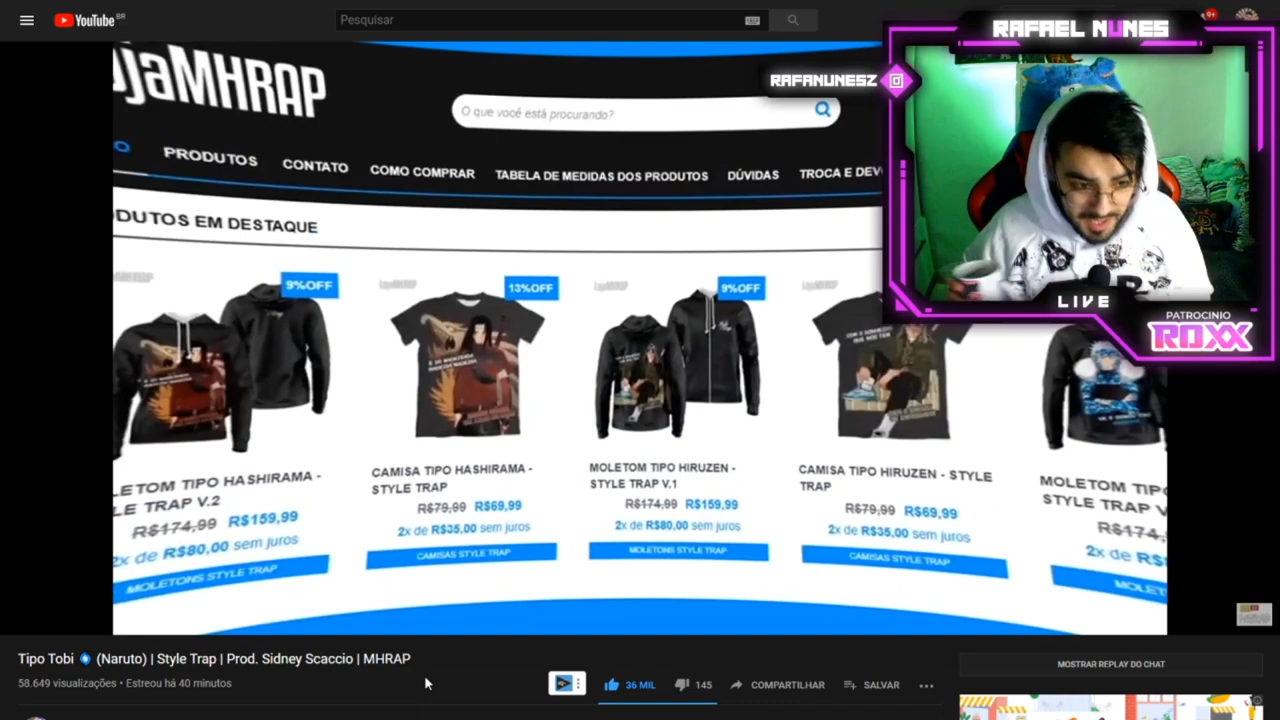 YouTube BR
Pesquisar
9+
RAFAEL NUNES
RAFANUNESZ
LIVE
PATROCINIO
ROXX
LojaMHRAP
O que você está procurando?
PRODUTOS
CONTATO
COMO COMPRAR
TABELA DE MEDIDAS DOS PRODUTOS
DÚVIDAS
TROCA E DEV
DUTOS EM DESTAQUE
9%OFF
13%OFF
9%OFF
LETOM TIPO HASHIRAMA -
LE TRAP V.2
R$174,99 R$159,99
2x de R$80,00 sem juros
MOLETONS STYLE TRAP
CAMISA TIPO HASHIRAMA -
STYLE TRAP
R$79,99 R$69,99
2x de R$35,00 sem juros
CAMISAS STYLE TRAP
MOLETOM TIPO HIRUZEN -
STYLE TRAP V.1
R$174,99 R$159,99
2x de R$80,00 sem juros
MOLETONS STYLE TRAP
CAMISA TIPO HIRUZEN - STYLE
TRAP
R$79,99 R$69,99
2x de R$35,00 sem juros
CAMISAS STYLE TRAP
MOLETOM TIPO
STYLE TRAP V
R$174,
2x de R$
MOLET
Tipo Tobi (Naruto) | Style Trap | Prod. Sidney Scaccio | MHRAP
58.649 visualizações • Estreou há 40 minutos
36 MIL
145
COMPARTILHAR
SALVAR
MOSTRAR REPLAY DO CHAT